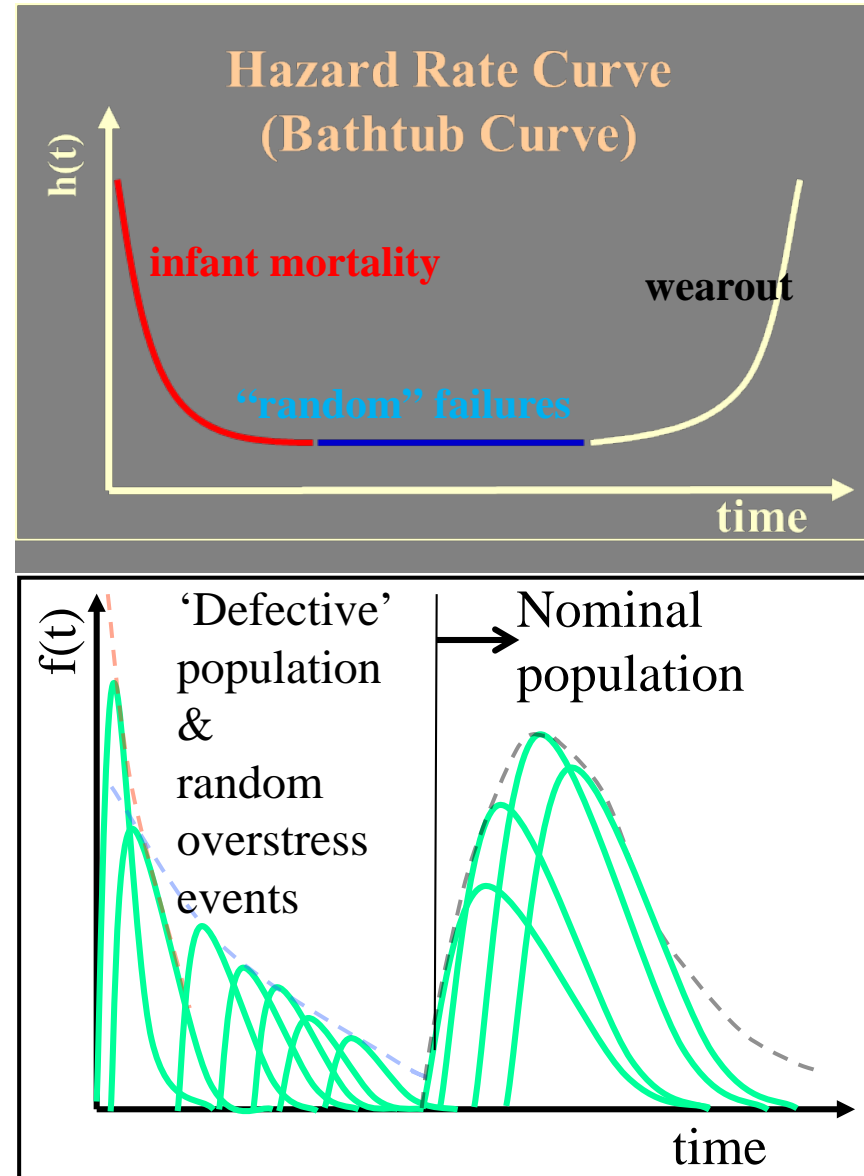 Hazard Rate Curve
(Bathtub Curve)
h(t)
infant mortality
wearout
“random” failures
time
f(t)
‘Defective’
population
&
random
overstress
events
Nominal
population
time